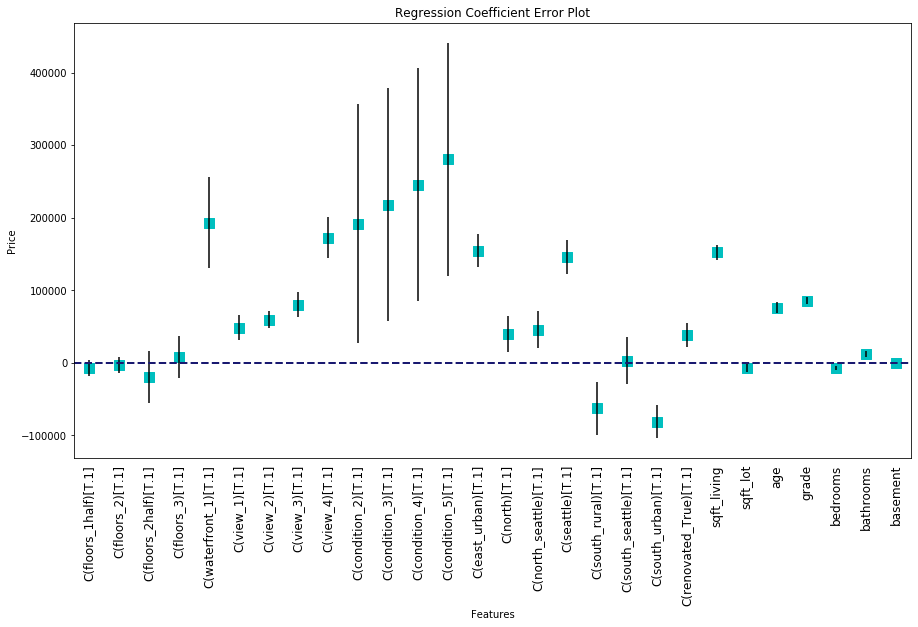 Regression Coefficient Error Plot
Price
400000
300000
200000
100000
0
−100000
C(floors_1half)[T.1]
C(floors_2)[T.1]
C(floors_2half)[T.1]
C(floors_3)[T.1]
C(waterfront_1)[T.1]
C(view_1)[T.1]
C(view_2)[T.1]
C(view_3)[T.1]
C(view_4)[T.1]
C(condition_2)[T.1]
C(condition_3)[T.1]
C(condition_4)[T.1]
C(condition_5)[T.1]
C(east_urban)[T.1]
C(north)[T.1]
C(north_seattle)[T.1]
C(seattle)[T.1]
C(south_rural)[T.1]
C(south_seattle)[T.1]
C(south_urban)[T.1]
C(renovated_True)[T.1]
sqft_living
sqft_lot
age
grade
bedrooms
bathrooms
basement
Features